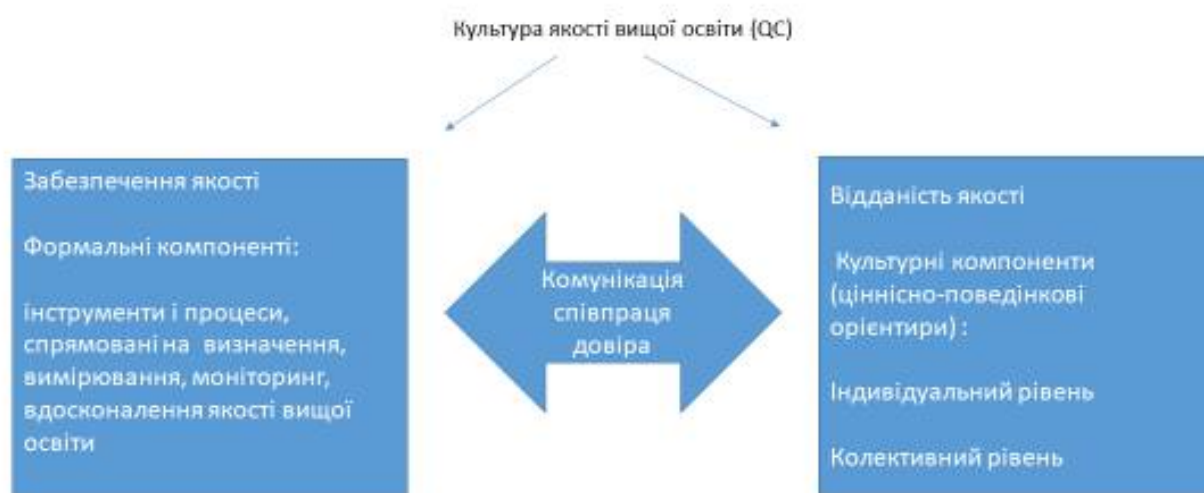 Культура якості вищої освіти (QC)
Забезпечення якості
Формальні компоненті:
інструменти і процеси,
спрямовані на визначення,
вимірювання, моніторинг,
вдосконалення якості вищої
освіти
Комунікація
співпраця
довіра
Відданість якості
Культурні компоненти
(ціннісно-поведінкові
орієнтири) :
Індивідуальний рівень
Колективний рівень